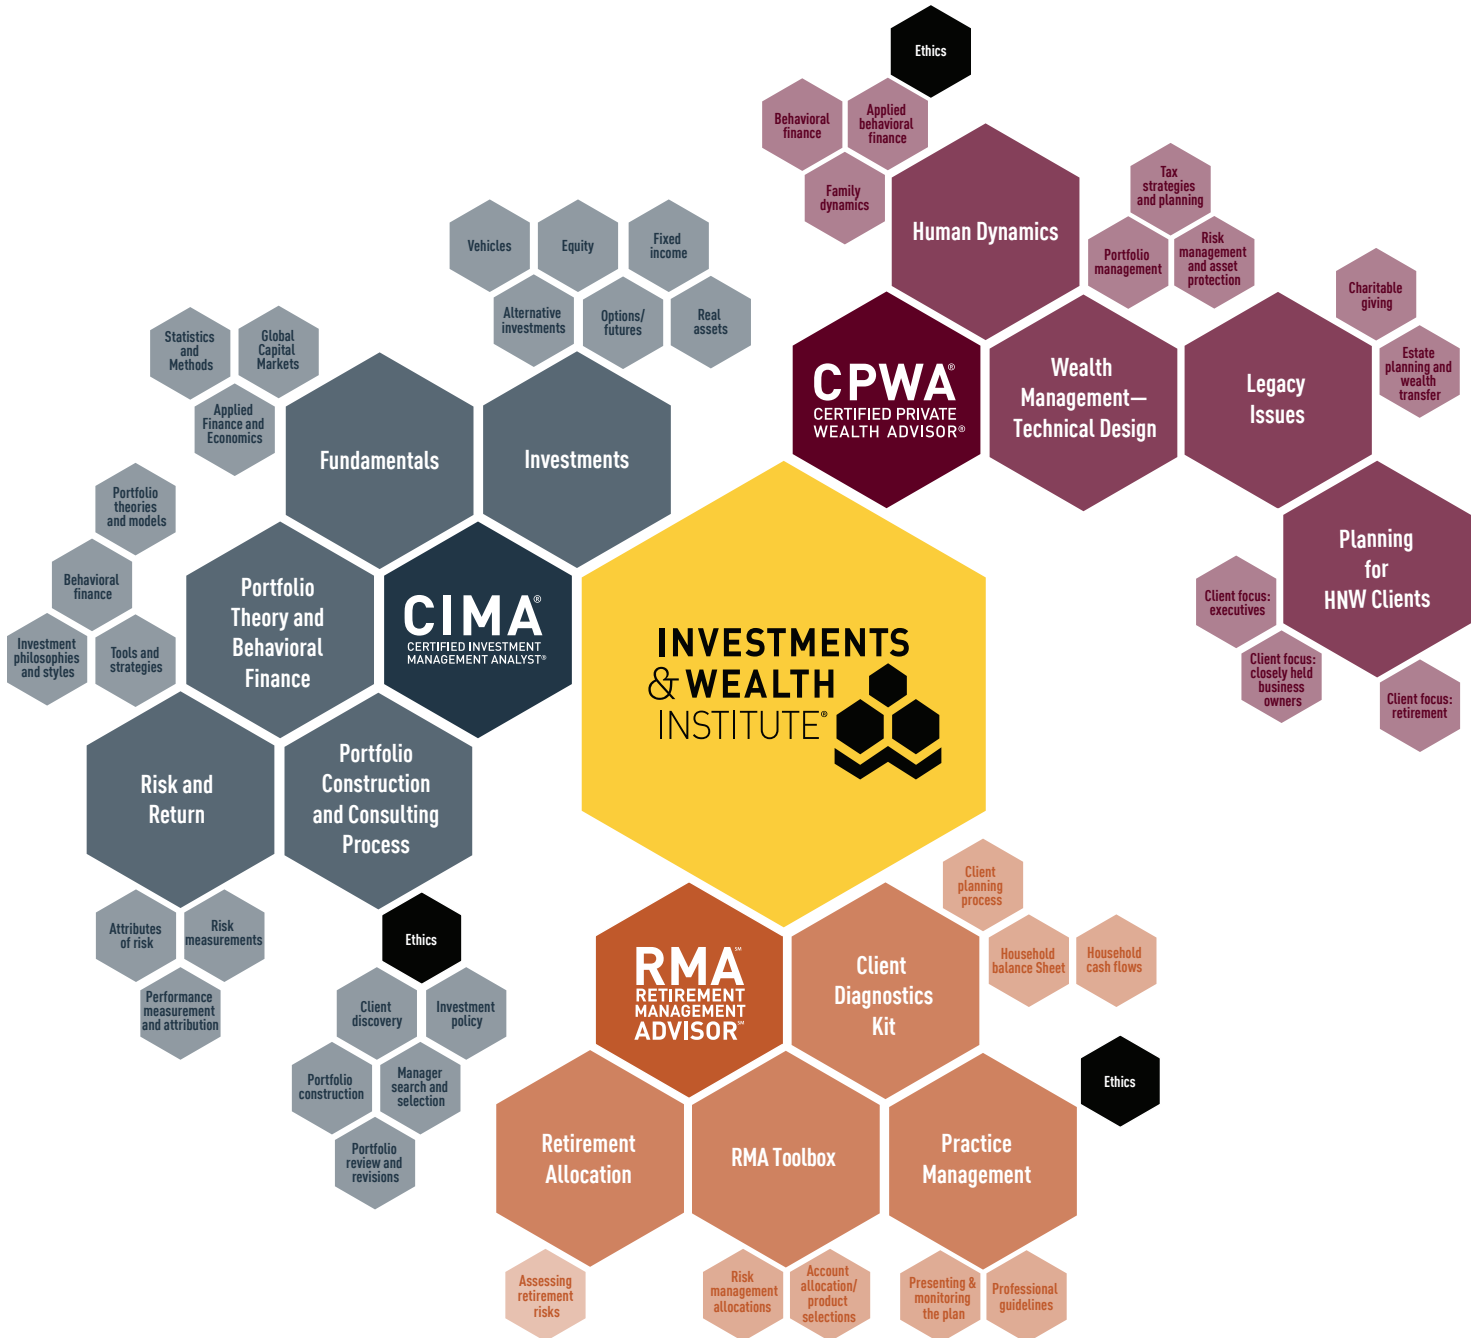 Ethics
Behavioral
finance
Applied
behavioral
finance
Family
dynamics
Human Dynamics
Tax
strategies
and planning
Portfolio
management
Risk
management
and asset
protection
Charitable
giving
Estate
planning and
wealth
transfer
CPWA®
CERTIFIED PRIVATE
WEALTH ADVISOR®
Wealth
Management—
Technical Design
Legacy
Issues
Planning
for
HNW Clients
Client focus:
executives
Client focus:
closely held
business
owners
Client focus:
retirement
Vehicles
Equity
Fixed
income
Alternative
investments
Options/
futures
Real
assets
Statistics
and
Methods
Global
Capital
Markets
Applied
Finance and
Economics
Fundamentals
Investments
Portfolio
theories
and models
Behavioral
finance
Investment
philosophies
and styles
Tools and
strategies
Portfolio
Theory and
Behavioral
Finance
CIMA®
CERTIFIED INVESTMENT
MANAGEMENT ANALYST®
INVESTMENTS
& WEALTH
INSTITUTE®
Risk and
Return
Portfolio
Construction
and Consulting
Process
Attributes
of risk
Risk
measurements
Performance
measurement
and attribution
Ethics
Client
discovery
Investment
policy
Portfolio
construction
Manager
search and
selection
Portfolio
review and
revisions
RMA℠
RETIREMENT
MANAGEMENT
ADVISOR℠
Client
Diagnostics
Kit
Client
planning
process
Household
balance Sheet
Household
cash flows
Ethics
Retirement
Allocation
RMA Toolbox
Practice
Management
Assessing
retirement
risks
Risk
management
allocations
Account
allocation/
product
selections
Presenting &
monitoring
the plan
Professional
guidelines